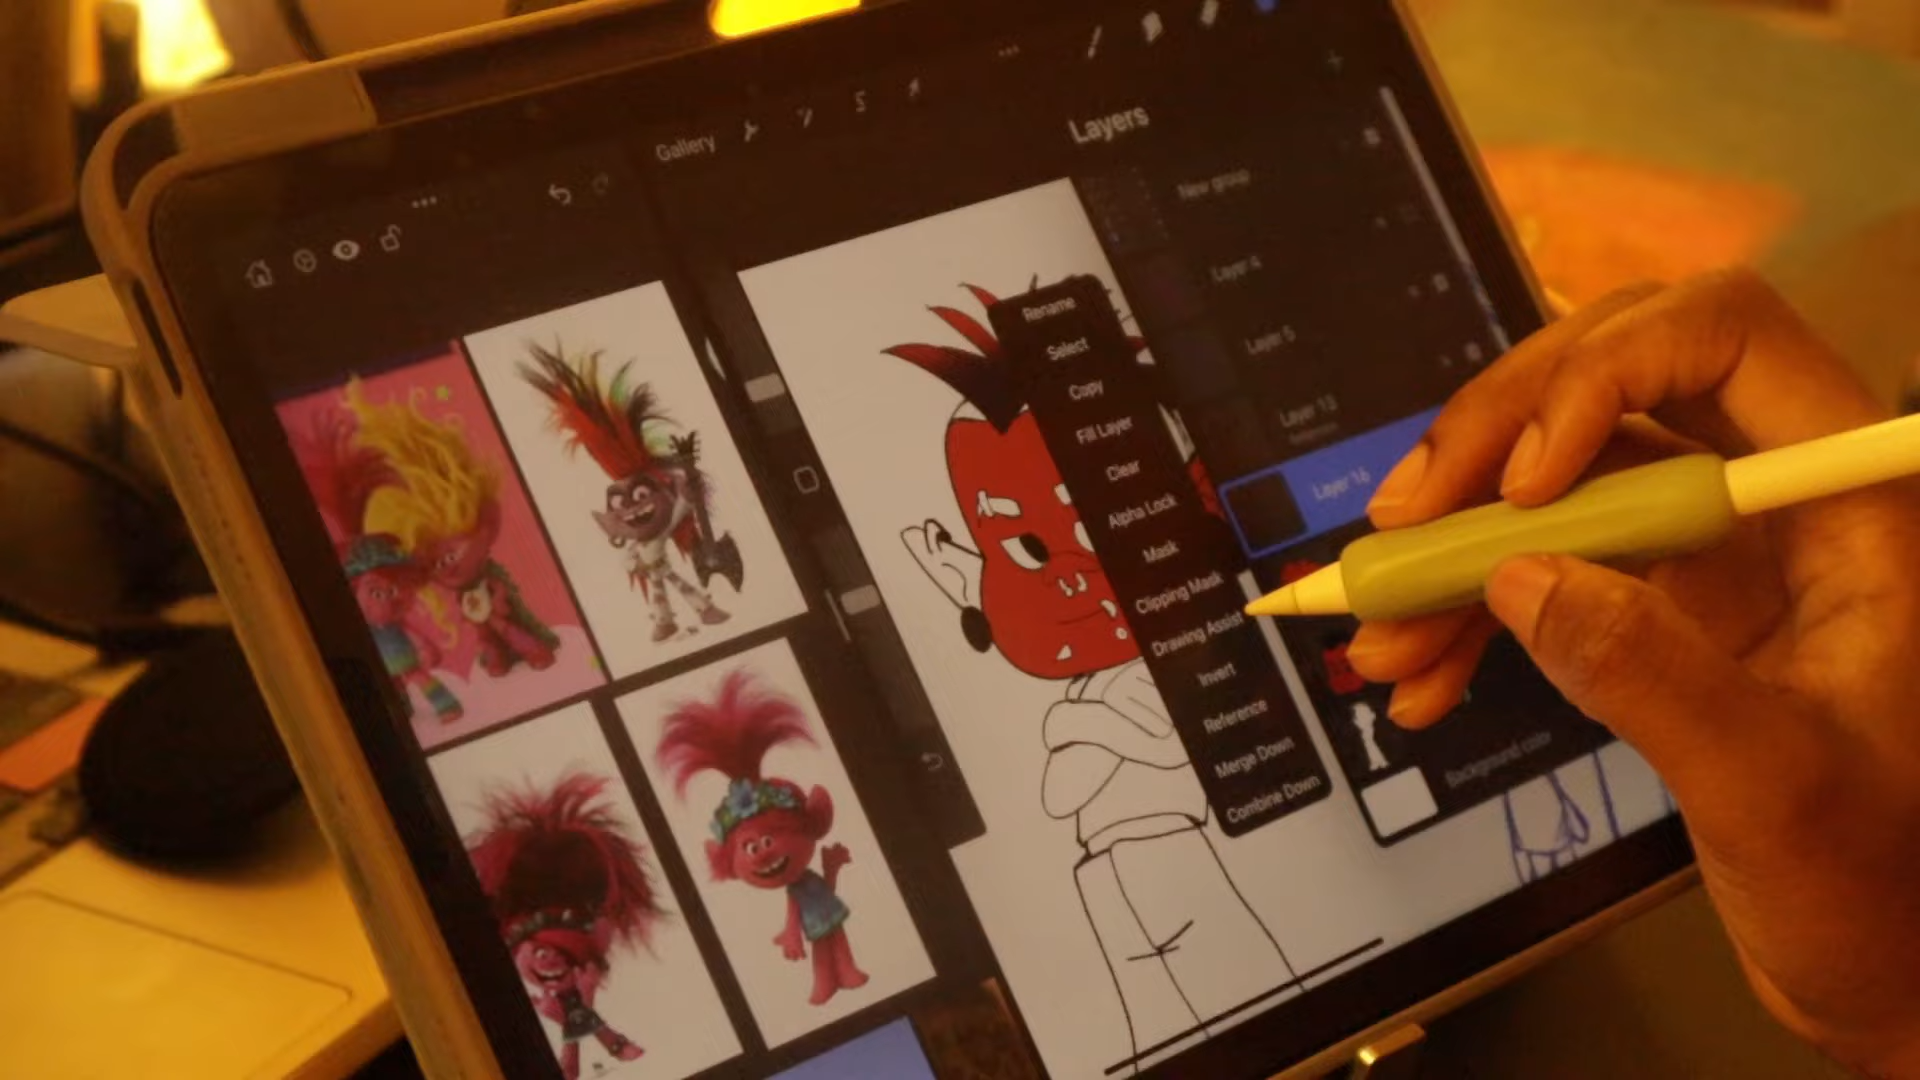 Gallery
Layers
New group
Layer 4
Layer 5
Layer 13
Layer 16
Background color
Rename
Select
Copy
Fill Layer
Clear
Alpha Lock
Mask
Clipping Mask
Drawing Assist
Invert
Reference
Merge Down
Combine Down